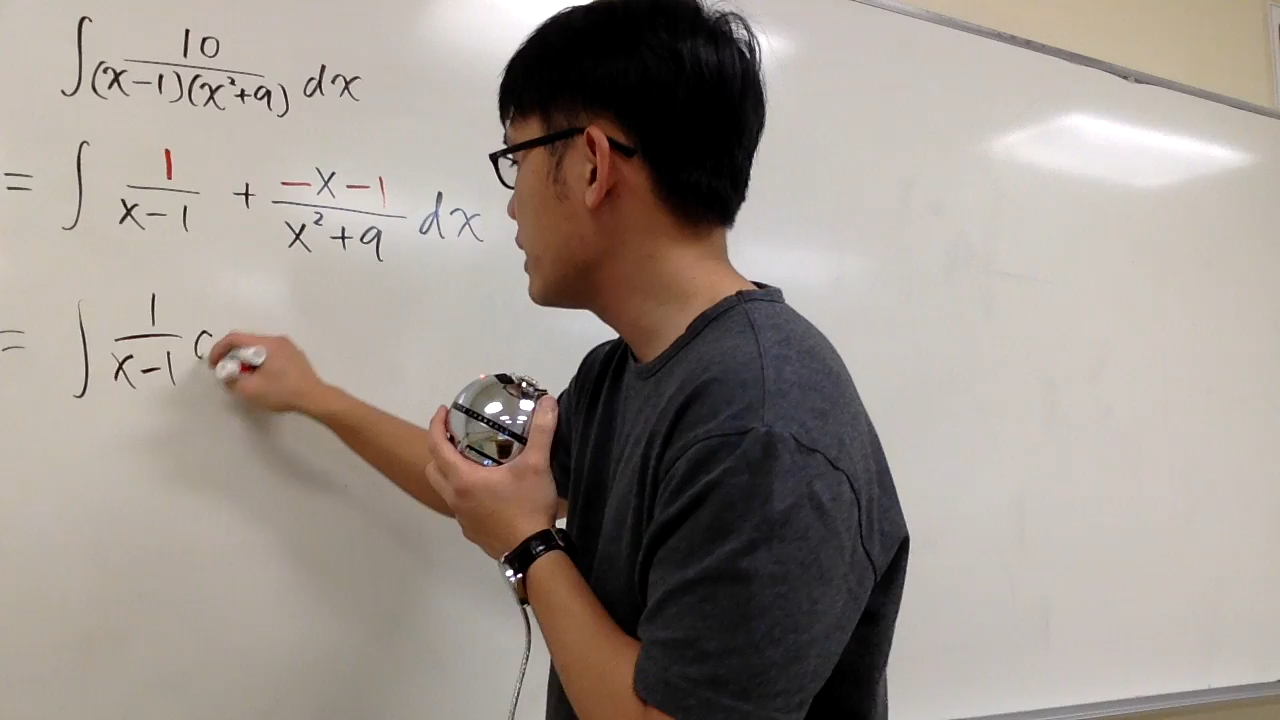 ∫ 10/((x-1)(x²+9)) dx
= ∫ 1/(x-1) + (-x-1)/(x²+9) dx
= ∫ 1/(x-1)